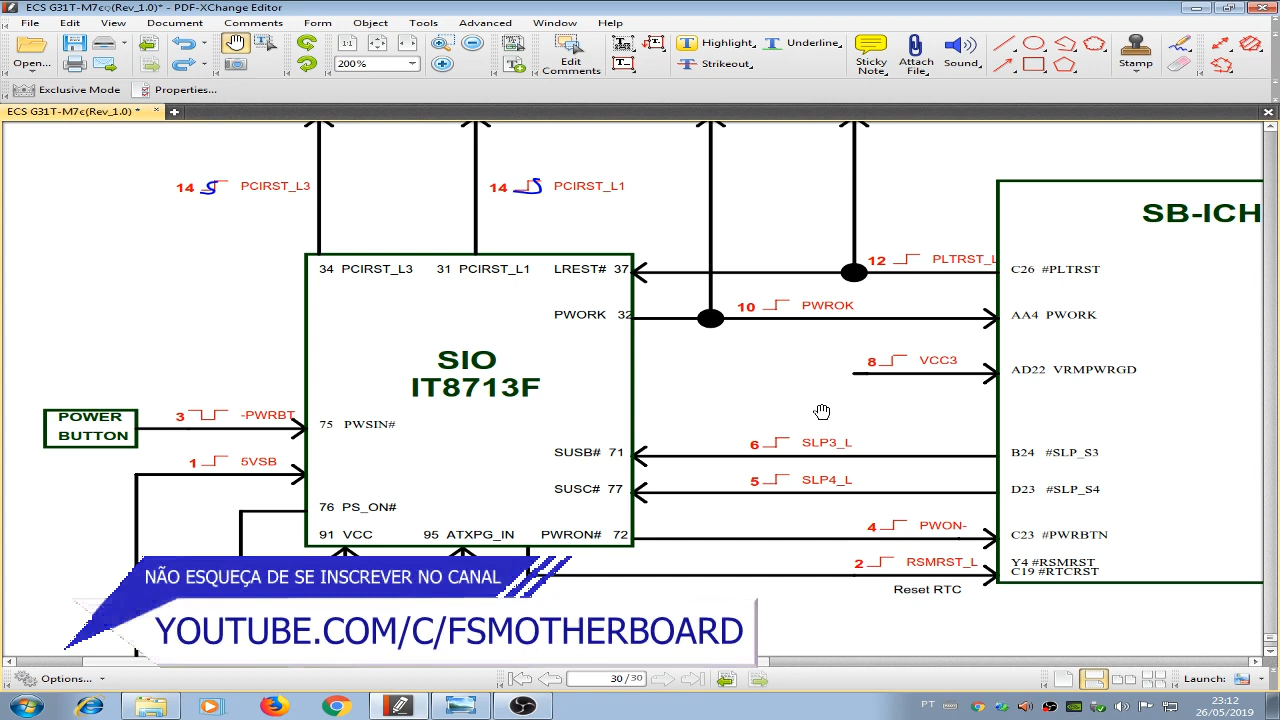 ECS G31T-M7c(Rev_1.0)* - PDF-XChange Editor
File Edit View Document Comments Form Object Tools Advanced Window Help
Open... 200% Edit Comments Highlight Underline Strikeout Sticky Note Attach File Sound Stamp
Exclusive Mode Properties...
ECS G31T-M7c(Rev_1.0) *
14 PCIRST_L3 14 PCIRST_L1
SB-ICH
34 PCIRST_L3 31 PCIRST_L1 LREST# 37 12 PLTRST_L C26 #PLTRST
PWORK 32 10 PWROK AA4 PWORK
SIO
IT8713F
8 VCC3 AD22 VRMPWRGD
POWER
BUTTON
3 -PWRBT 75 PWSIN#
1 5VSB
SUSB# 71 6 SLP3_L B24 #SLP_S3
SUSC# 77 5 SLP4_L D23 #SLP_S4
76 PS_ON#
91 VCC 95 ATXPG_IN PWRON# 72 4 PWON- C23 #PWRBTN
2 RSMRST_L Y4 #RSMRST
C19 #RTCRST
Reset RTC
NÃO ESQUEÇA DE SE INSCREVER NO CANAL
YOUTUBE.COM/C/FSMOTHERBOARD
Options... 30 / 30 Launch:
PT 23:12
26/05/2019